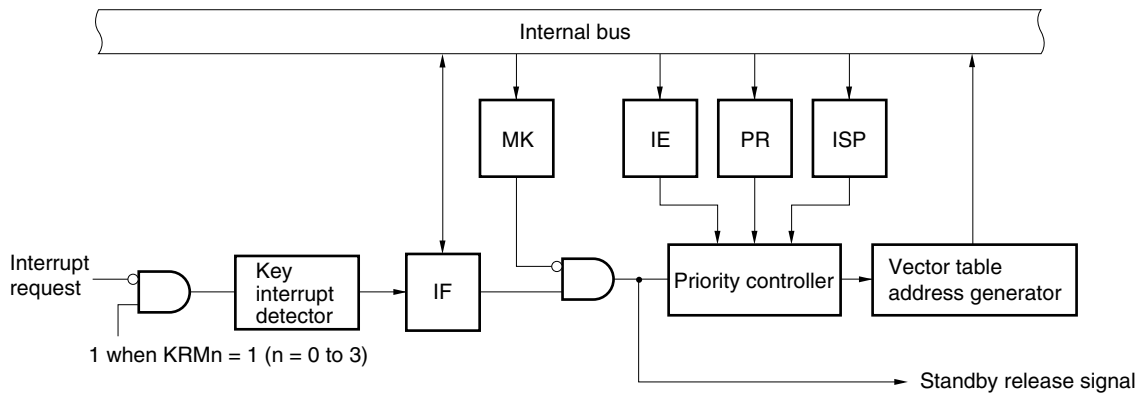 Internal bus
MK
IE
PR
ISP
Interrupt
request
Key
interrupt
detector
IF
Priority controller
Vector table
address generator
1 when KRMn = 1 (n = 0 to 3)
Standby release signal